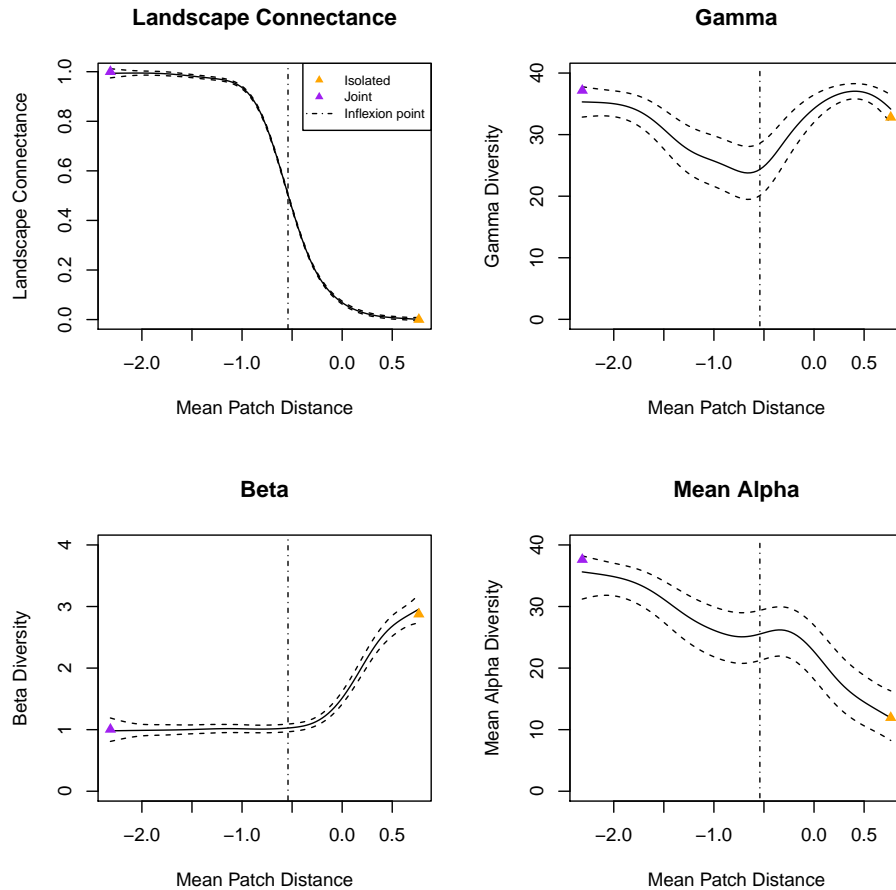 Landscape Connectance
Landscape Connectance
0.0
0.2
0.4
0.6
0.8
1.0
Isolated
Joint
Inflexion point
−2.0
−1.0
0.0
0.5
Mean Patch Distance
Gamma
Gamma Diversity
0
10
20
30
40
−2.0
−1.0
0.0
0.5
Mean Patch Distance
Beta
Beta Diversity
0
1
2
3
4
−2.0
−1.0
0.0
0.5
Mean Patch Distance
Mean Alpha
Mean Alpha Diversity
0
10
20
30
40
−2.0
−1.0
0.0
0.5
Mean Patch Distance